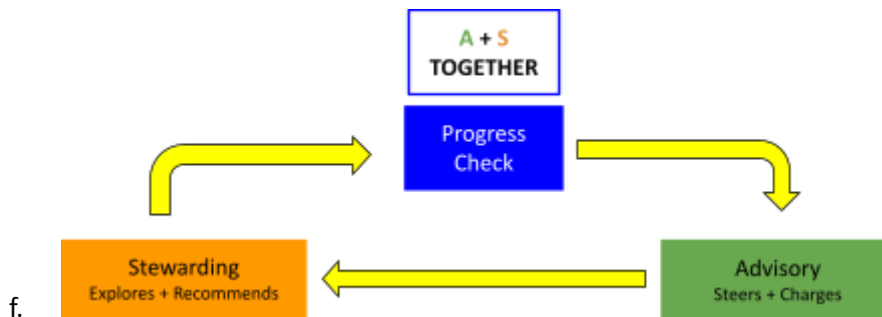 A + S
TOGETHER
Progress
Check
Stewarding
Explores + Recommends
Advisory
Steers + Charges
f.